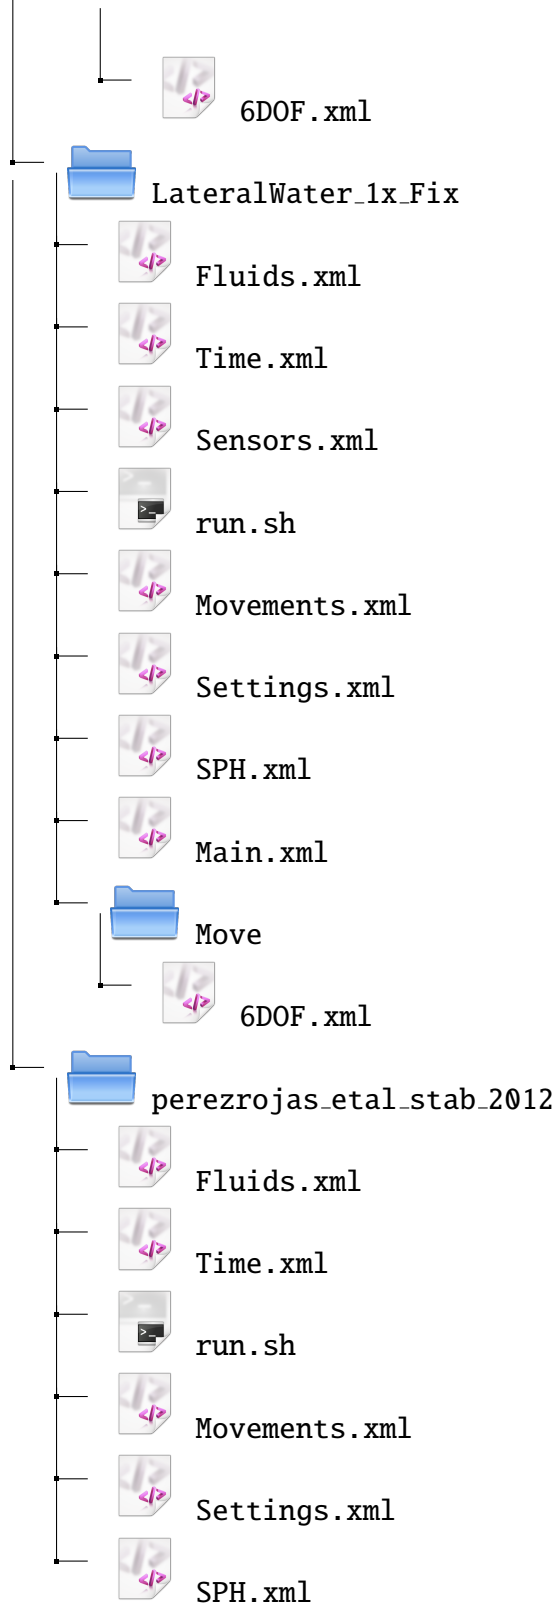 6DOF.xml
LateralWater_1x_Fix
Fluids.xml
Time.xml
Sensors.xml
run.sh
Movements.xml
Settings.xml
SPH.xml
Main.xml
Move
6DOF.xml
perezrojas_etal_stab_2012
Fluids.xml
Time.xml
run.sh
Movements.xml
Settings.xml
SPH.xml